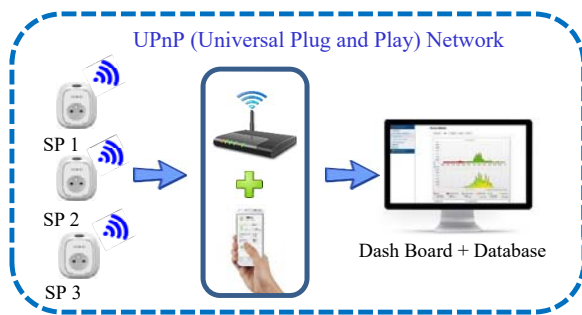 UPnP (Universal Plug and Play) Network
SP 1
SP 2
SP 3
Dash Board + Database